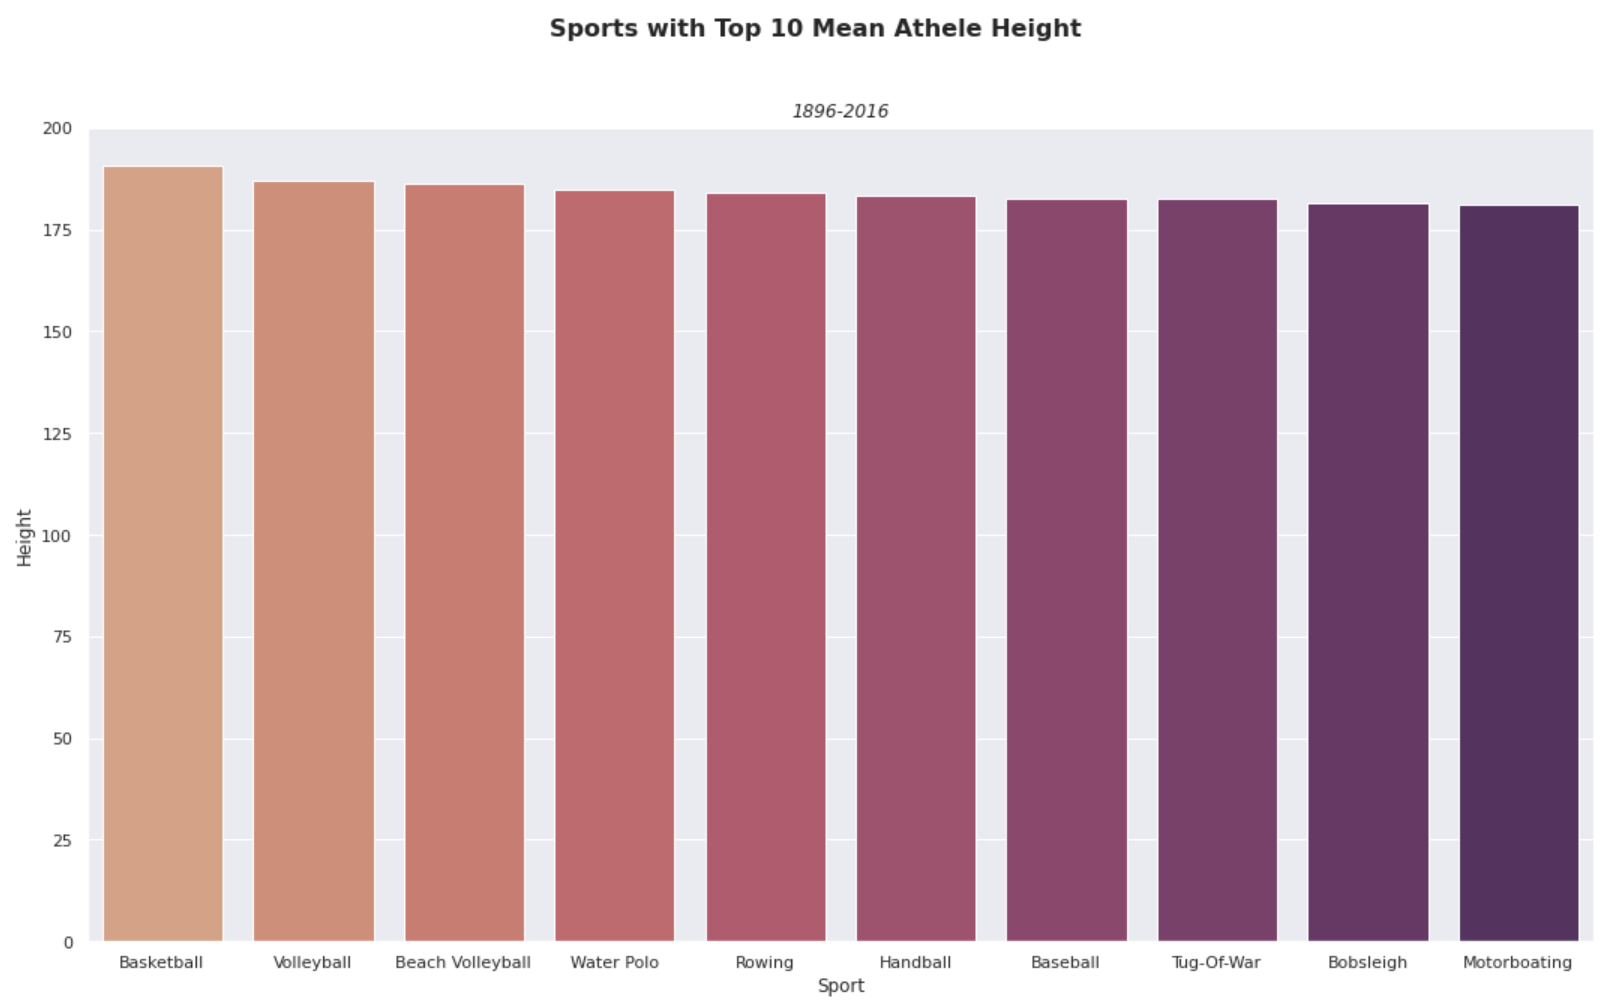 Sports with Top 10 Mean Athele Height
1896-2016
200
175
150
125
100
75
50
25
0
Height
Basketball Volleyball Beach Volleyball Water Polo Rowing Handball Baseball Tug-Of-War Bobsleigh Motorboating
Sport